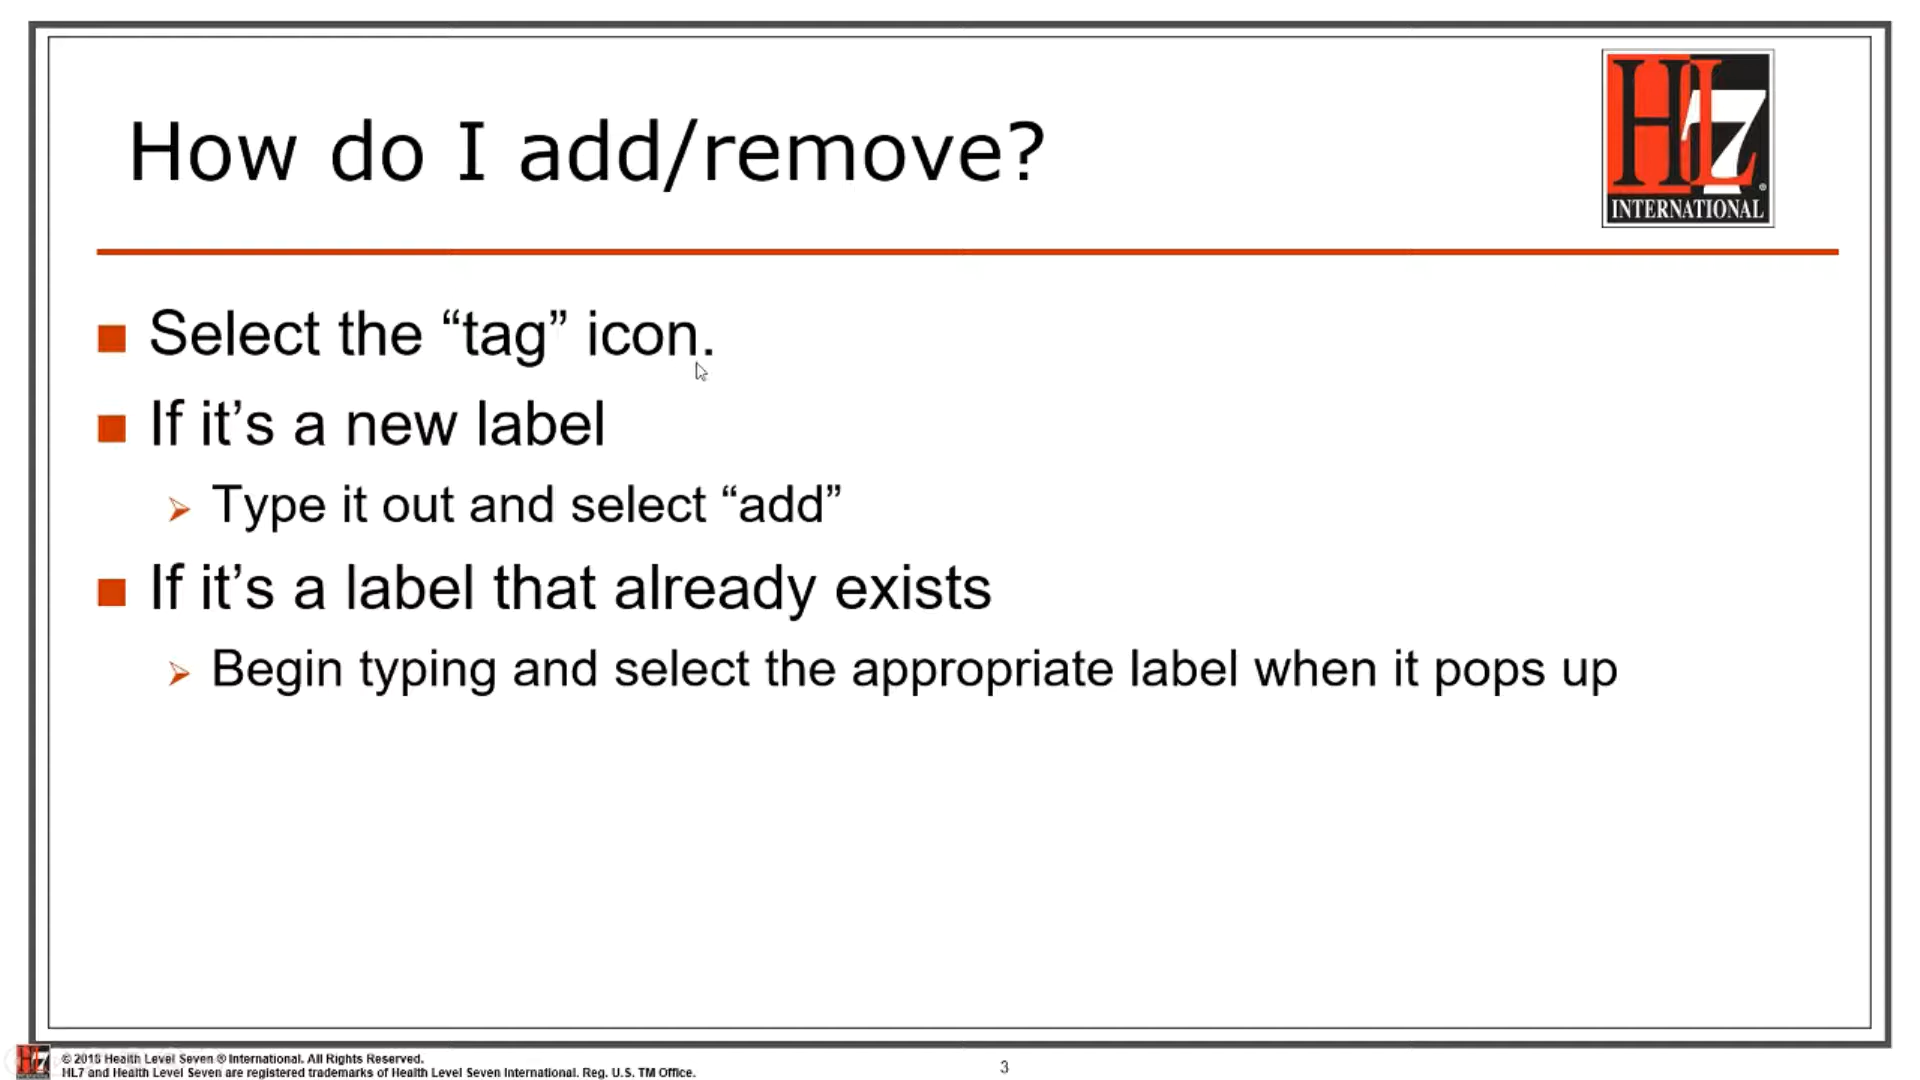 How do I add/remove?
HL7
INTERNATIONAL
Select the “tag” icon.
If it’s a new label
Type it out and select “add”
If it’s a label that already exists
Begin typing and select the appropriate label when it pops up
© 2018 Health Level Seven ® International. All Rights Reserved.
HL7 and Health Level Seven are registered trademarks of Health Level Seven International. Reg. U.S. TM Office.
3